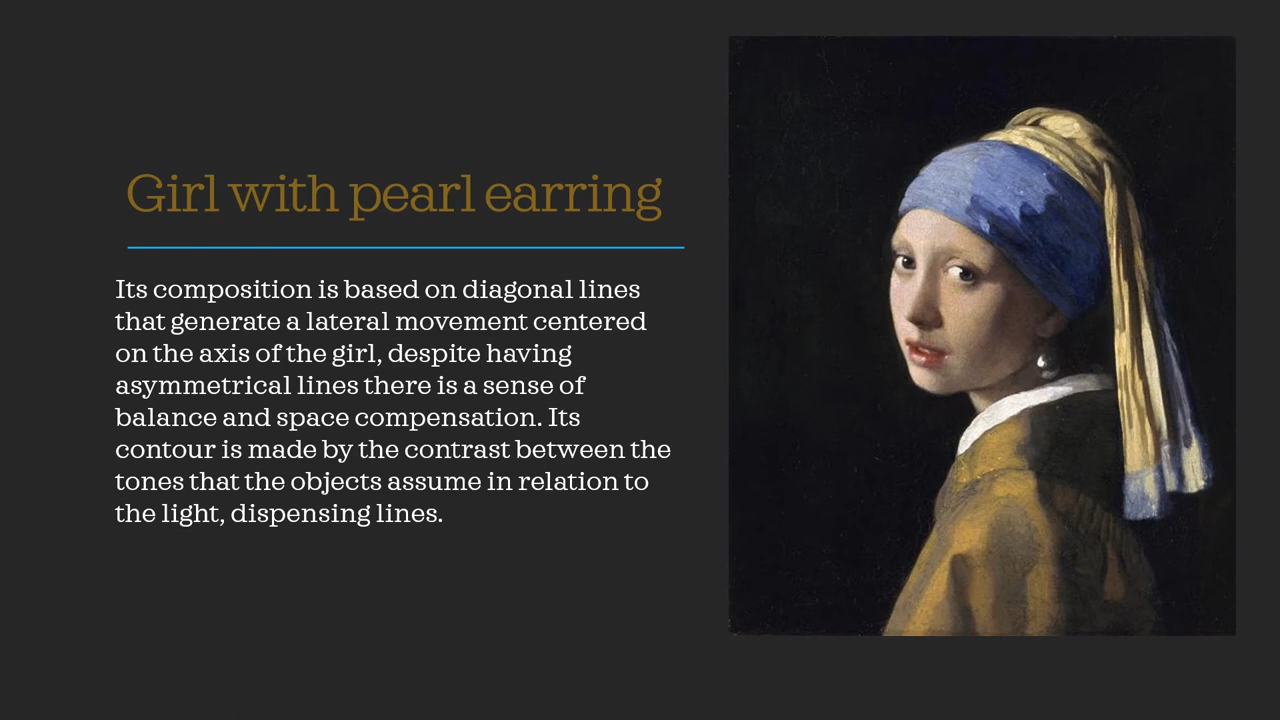 Girl with pearl earring
Its composition is based on diagonal lines
that generate a lateral movement centered
on the axis of the girl, despite having
asymmetrical lines there is a sense of
balance and space compensation. Its
contour is made by the contrast between the
tones that the objects assume in relation to
the light, dispensing lines.